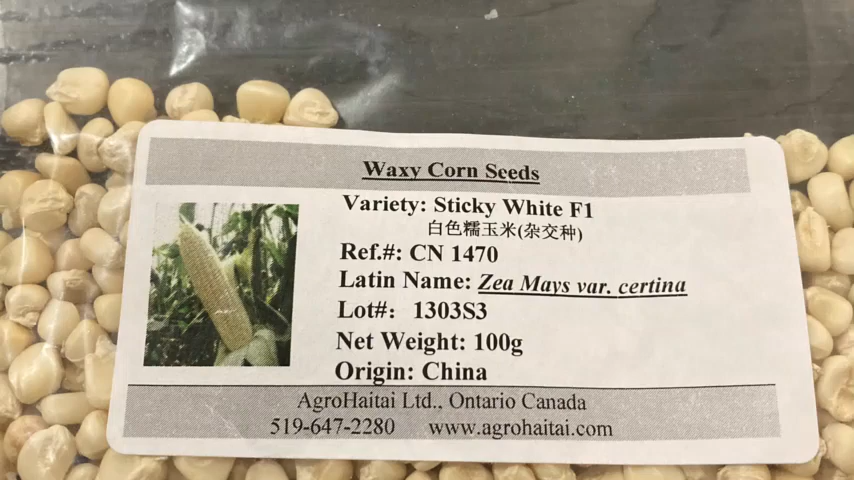 Waxy Corn Seeds
Variety: Sticky White F1
白色糯玉米(杂交种)
Ref.#: CN 1470
Latin Name: Zea Mays var. certina
Lot#: 1303S3
Net Weight: 100g
Origin: China
AgroHaitai Ltd., Ontario Canada
519-647-2280 www.agrohaitai.com